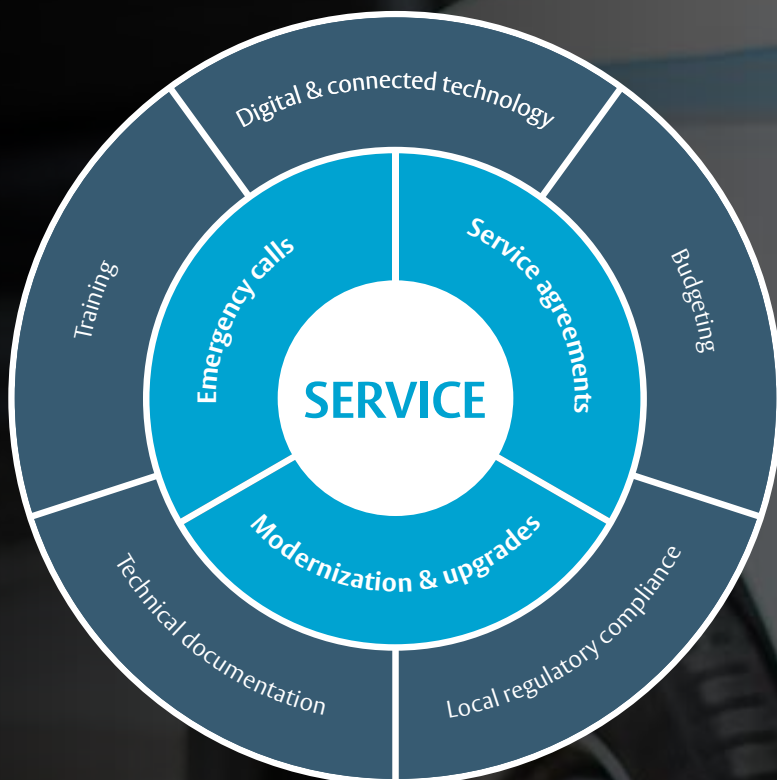 Digital & connected technology
Budgeting
Local regulatory compliance
Technical documentation
Training
Emergency calls
Service agreements
Modernization & upgrades
SERVICE